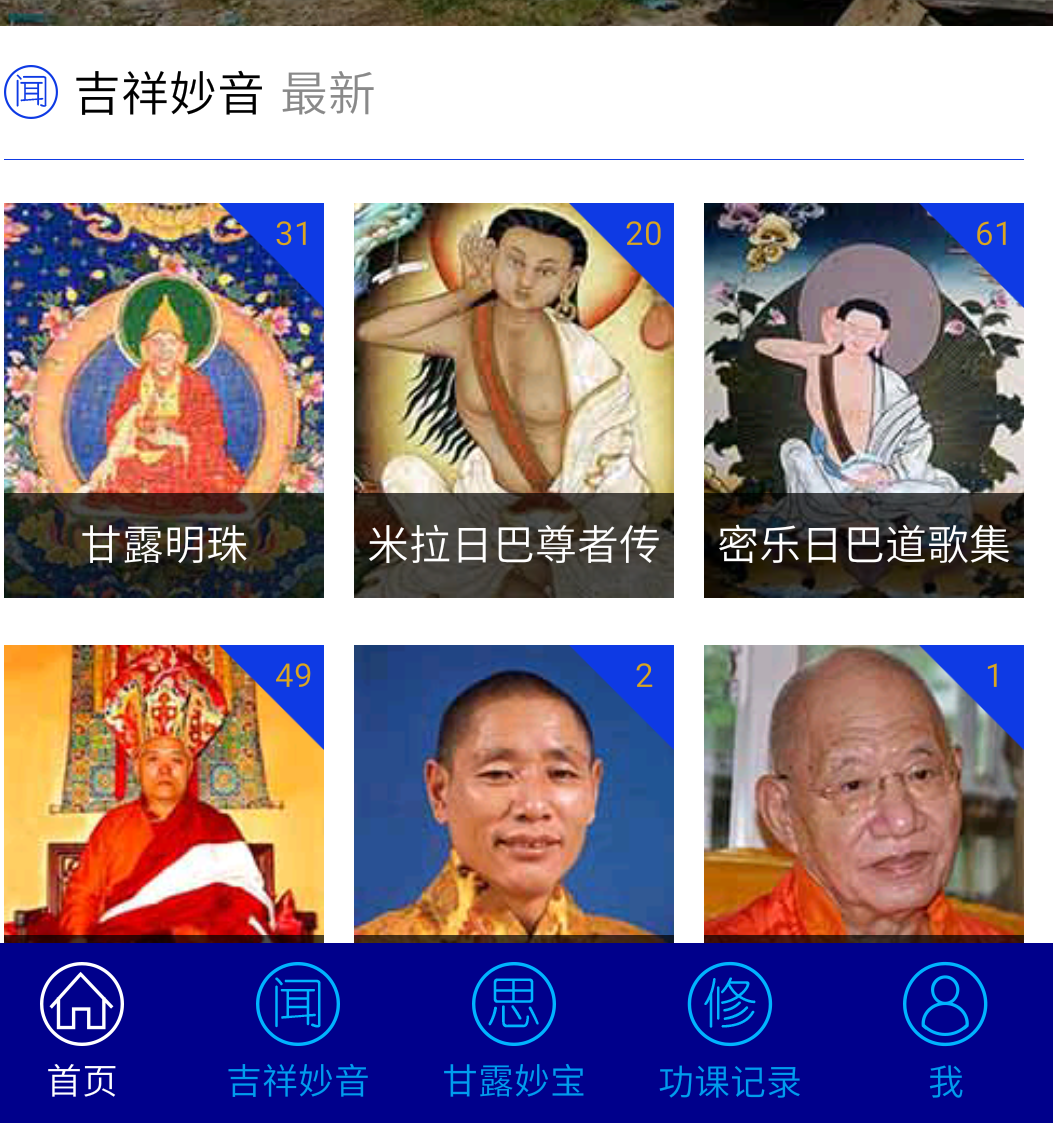 闻 吉祥妙音 最新
31 20 61
甘露明珠 米拉日巴尊者传 密乐日巴道歌集
49 2 1
闻 思 修
首页 吉祥妙音 甘露妙宝 功课记录 我